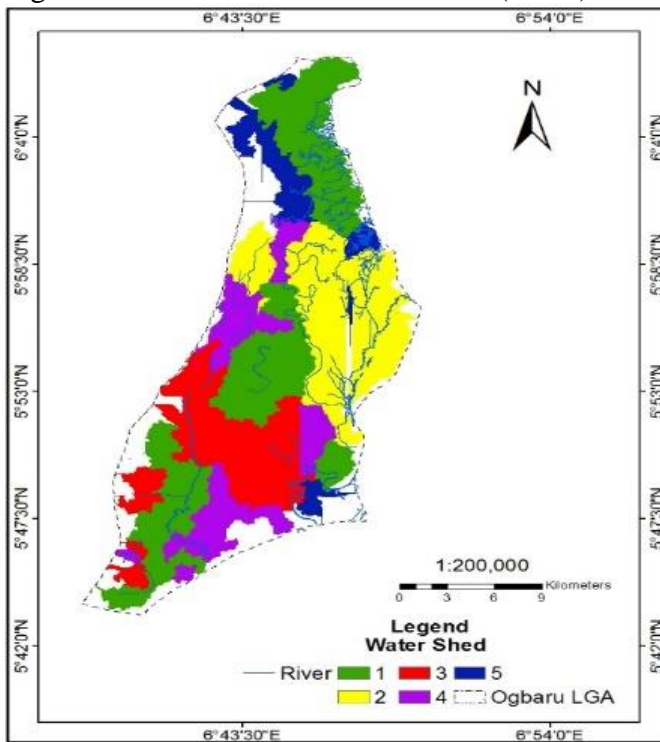 6°43'30"E 6°54'0"E
N
6°4'0"N 6°4'0"N
5°58'30"N 5°58'30"N
5°53'0"N 5°53'0"N
5°47'30"N 5°47'30"N
1:200,000
Kilometers
0 1.5 3 6 9
Legend
Water Shed
River 1 3 5
2 4 Ogbaru LGA
5°42'0"N 5°42'0"N
6°43'30"E 6°54'0"E